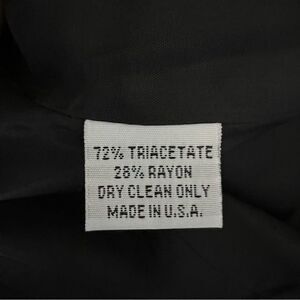 72% TRIACETATE
28% RAYON
DRY CLEAN ONLY
MADE IN U.S.A.